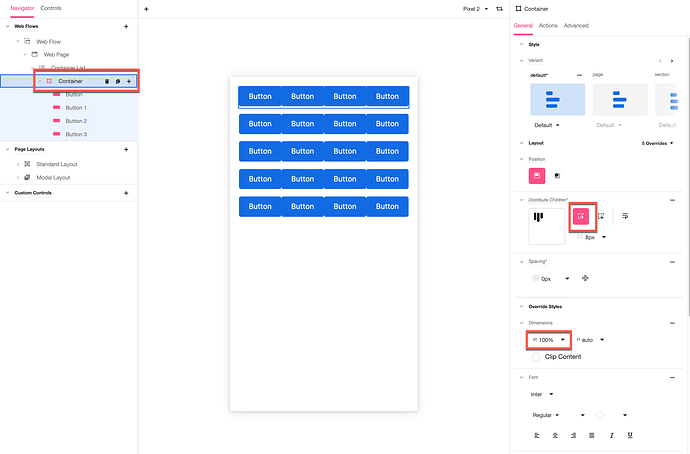 Navigator Controls
Web Flows
Web Flow
Web Page
Container List
Container
Button
Button 1
Button 2
Button 3
Page Layouts
Standard Layout
Modal Layout
Custom Controls
Pixel 2
Button Button Button Button
Button Button Button Button
Button Button Button Button
Button Button Button Button
Button Button Button Button
Container
General Actions Advanced
Style
Variant
default* page section
Default Default Default
Layout 5 Overrides
Position
Distribute Children*
8px
Spacing*
0px
Override Styles
Dimensions
W 100% H auto
Clip Content
Font
Inter
Regular